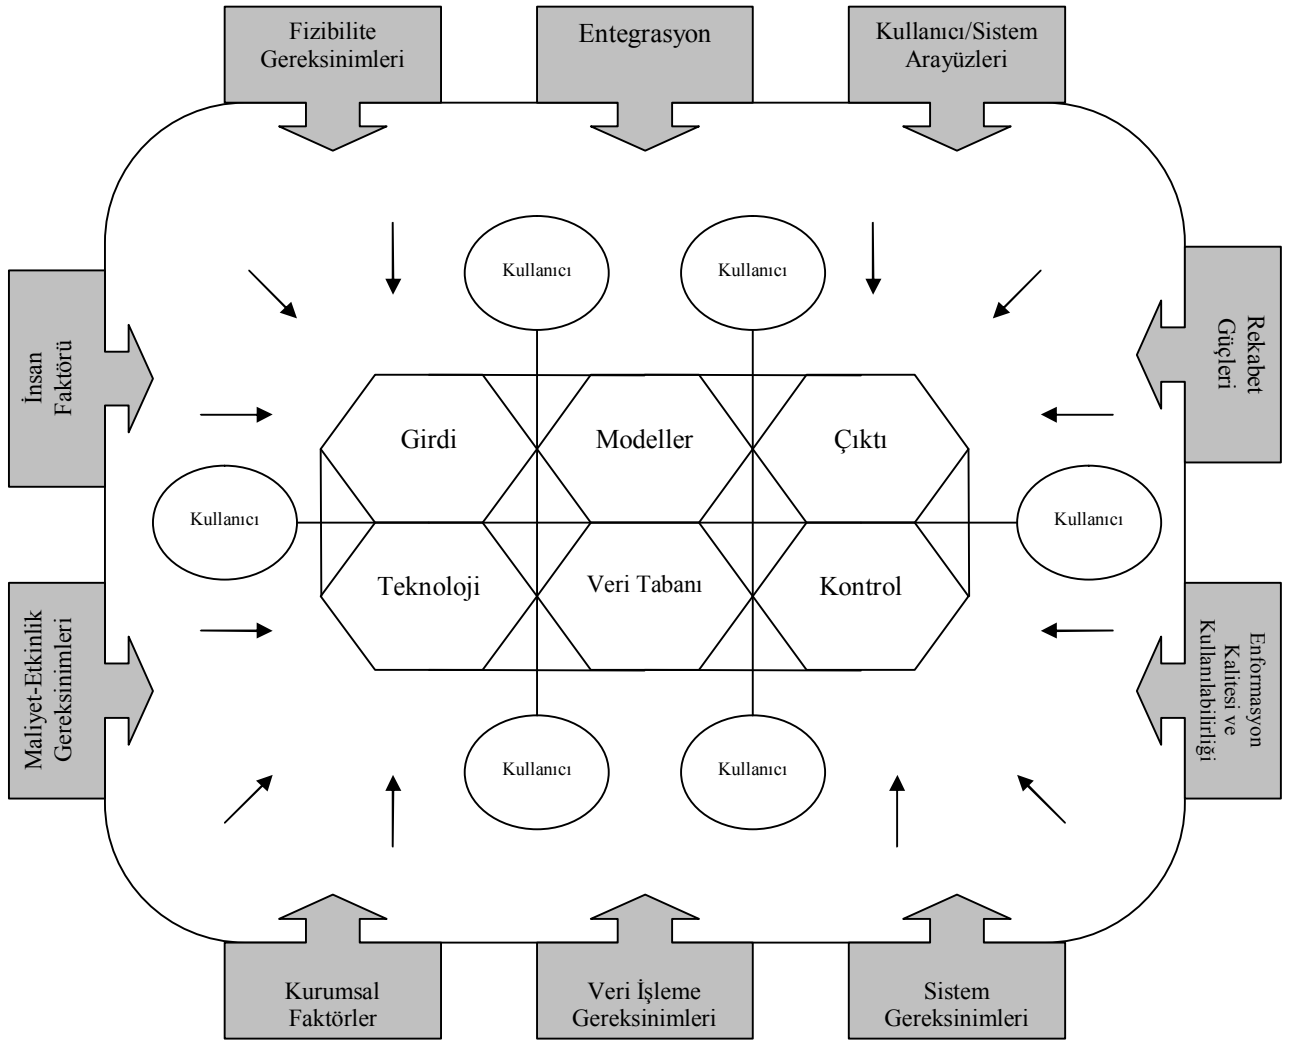 Fizibilite
Gereksinimleri
Entegrasyon
Kullanıcı/Sistem
Arayüzleri
Kullanıcı
Kullanıcı
İnsan
Faktörü
Rekabet
Güçleri
Girdi
Modeller
Çıktı
Kullanıcı
Kullanıcı
Teknoloji
Veri Tabanı
Kontrol
Maliyet-Etkinlik
Gereksinimleri
Enformasyon
Kalitesi ve
Kullanılabilirliği
Kullanıcı
Kullanıcı
Kurumsal
Faktörler
Veri İşleme
Gereksinimleri
Sistem
Gereksinimleri